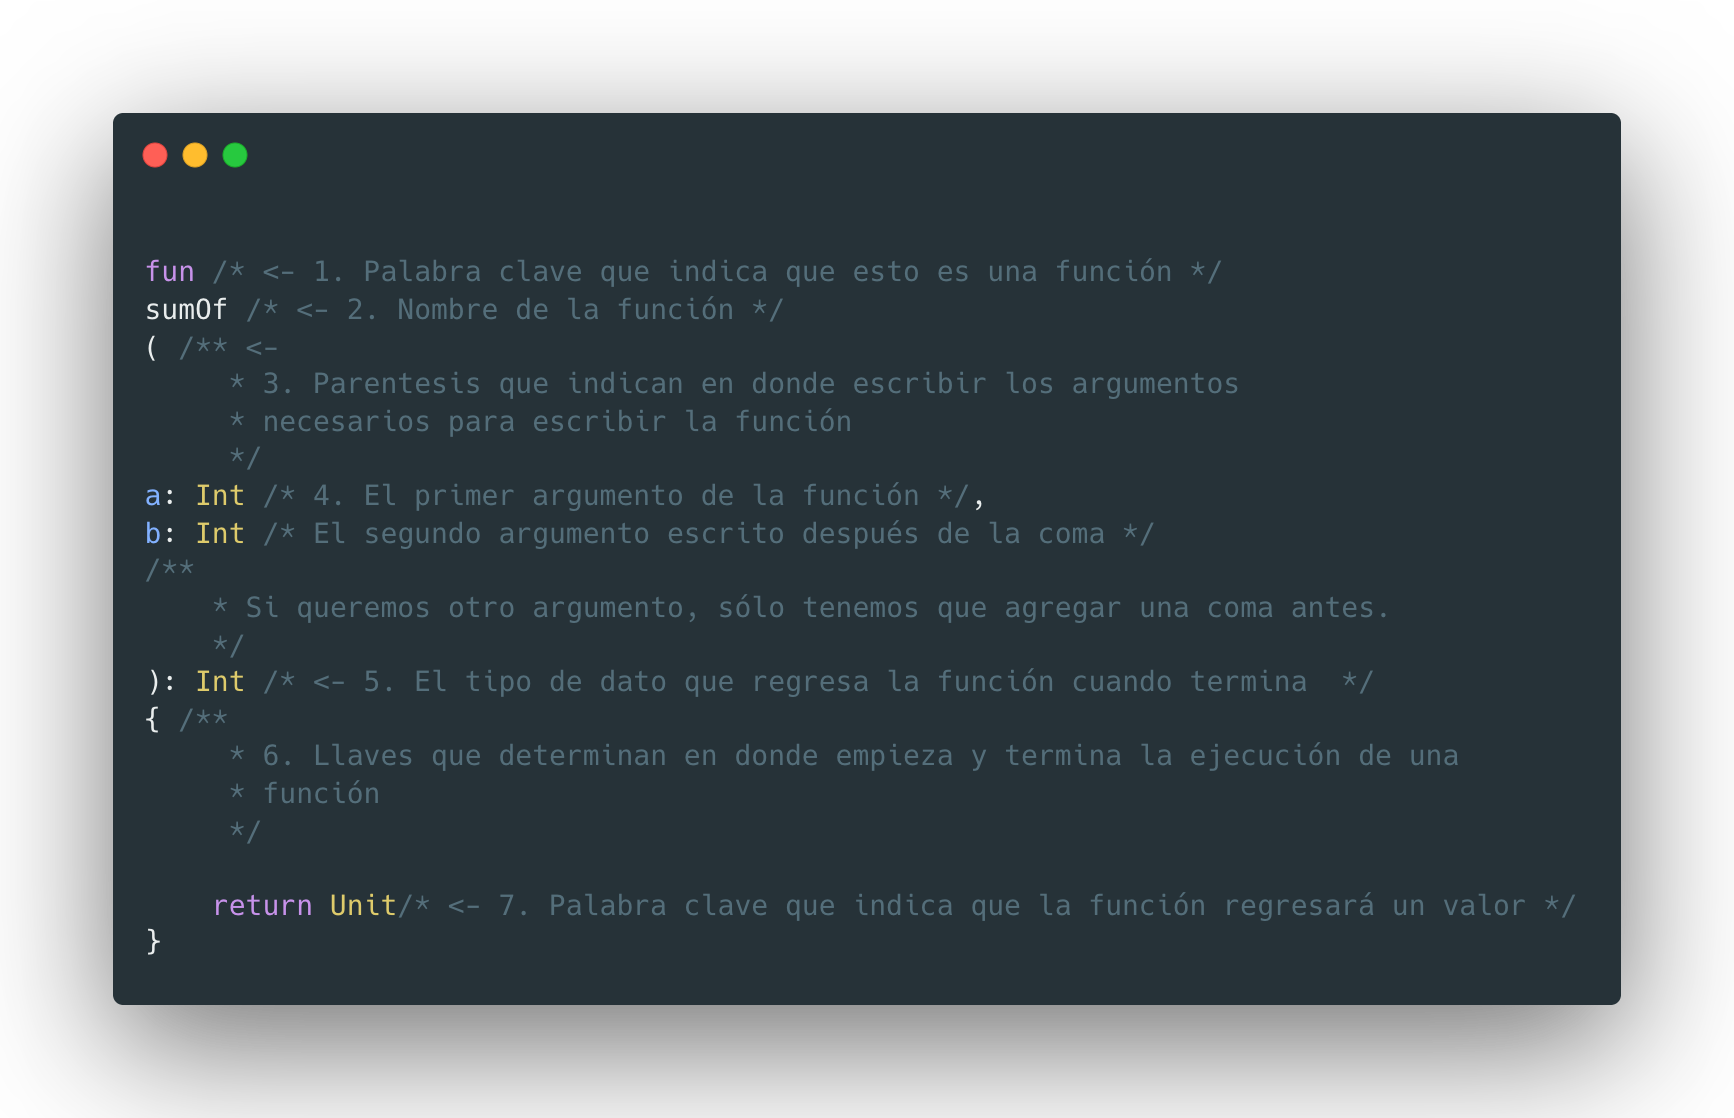 fun /* <- 1. Palabra clave que indica que esto es una función */
sumOf /* <- 2. Nombre de la función */
( /** <-
     * 3. Parentesis que indican en donde escribir los argumentos
     * necesarios para escribir la función
     */
a: Int /* 4. El primer argumento de la función */,
b: Int /* El segundo argumento escrito después de la coma */
/**
    * Si queremos otro argumento, sólo tenemos que agregar una coma antes.
    */
): Int /* <- 5. El tipo de dato que regresa la función cuando termina  */
{ /**
     * 6. Llaves que determinan en donde empieza y termina la ejecución de una
     * función
     */
    return Unit/* <- 7. Palabra clave que indica que la función regresará un valor */
}